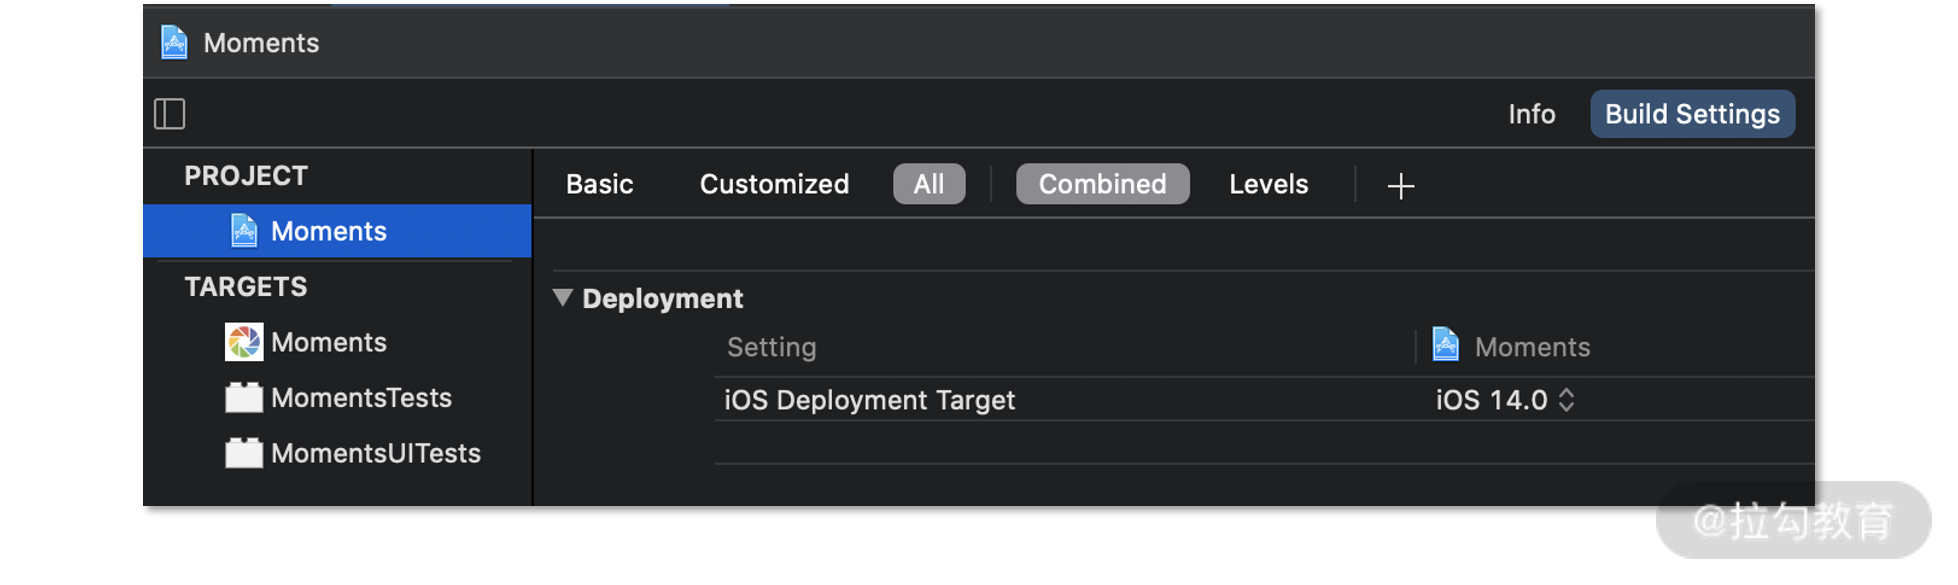 Moments
Info Build Settings
PROJECT
Moments
TARGETS
Moments
MomentsTests
MomentsUITests
Basic Customized All Combined Levels +
Deployment
Setting Moments
iOS Deployment Target iOS 14.0
@拉勾教育